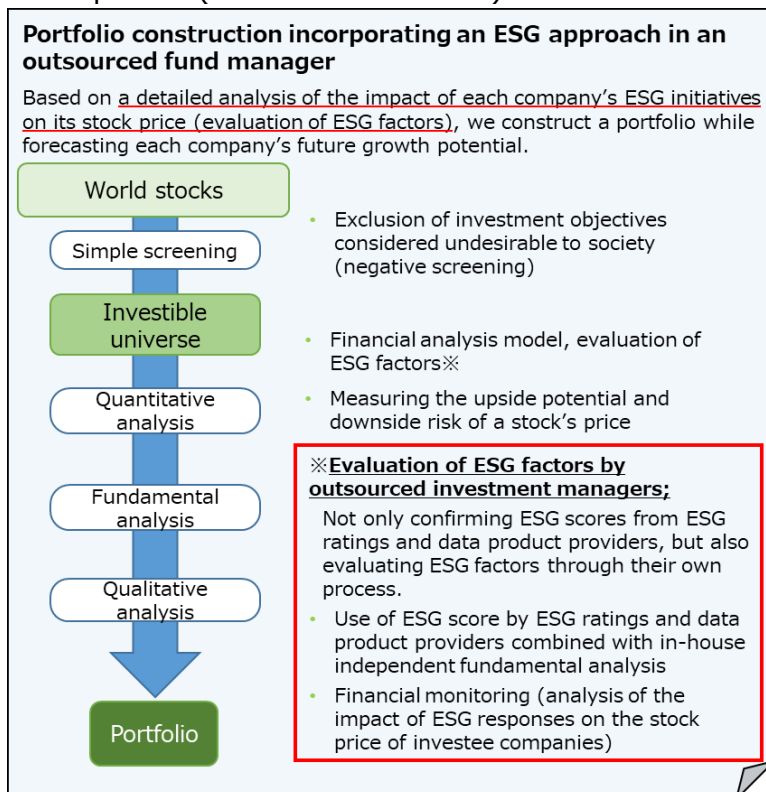 Portfolio construction incorporating an ESG approach in an
outsourced fund manager
Based on a detailed analysis of the impact of each company's ESG initiatives
on its stock price (evaluation of ESG factors), we construct a portfolio while
forecasting each company's future growth potential.
World stocks
Simple screening
• Exclusion of investment objectives
considered undesirable to society
(negative screening)
Investible
universe
• Financial analysis model, evaluation of
ESG factors※
Quantitative
analysis
• Measuring the upside potential and
downside risk of a stock's price
Fundamental
analysis
Qualitative
analysis
Portfolio
※Evaluation of ESG factors by
outsourced investment managers;
Not only confirming ESG scores from ESG
ratings and data product providers, but also
evaluating ESG factors through their own
process.
• Use of ESG score by ESG ratings and data
product providers combined with in-house
independent fundamental analysis
• Financial monitoring (analysis of the
impact of ESG responses on the stock
price of investee companies)